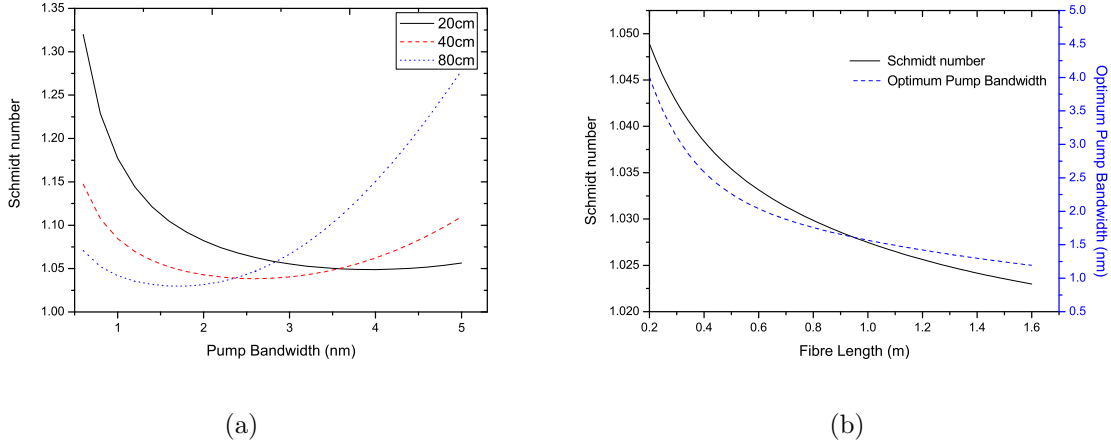 20cm
40cm
80cm
1.35
1.30
1.25
1.20
1.15
1.10
1.05
1.00
Schmidt number
1 2 3 4 5
Pump Bandwidth (nm)
(a)
Schmidt number
Optimum Pump Bandwidth
1.050
1.045
1.040
1.035
1.030
1.025
1.020
Schmidt number
0.2 0.4 0.6 0.8 1.0 1.2 1.4 1.6
Fibre Length (m)
5.0
4.5
4.0
3.5
3.0
2.5
2.0
1.5
1.0
0.5
Optimum Pump Bandwidth (nm)
(b)